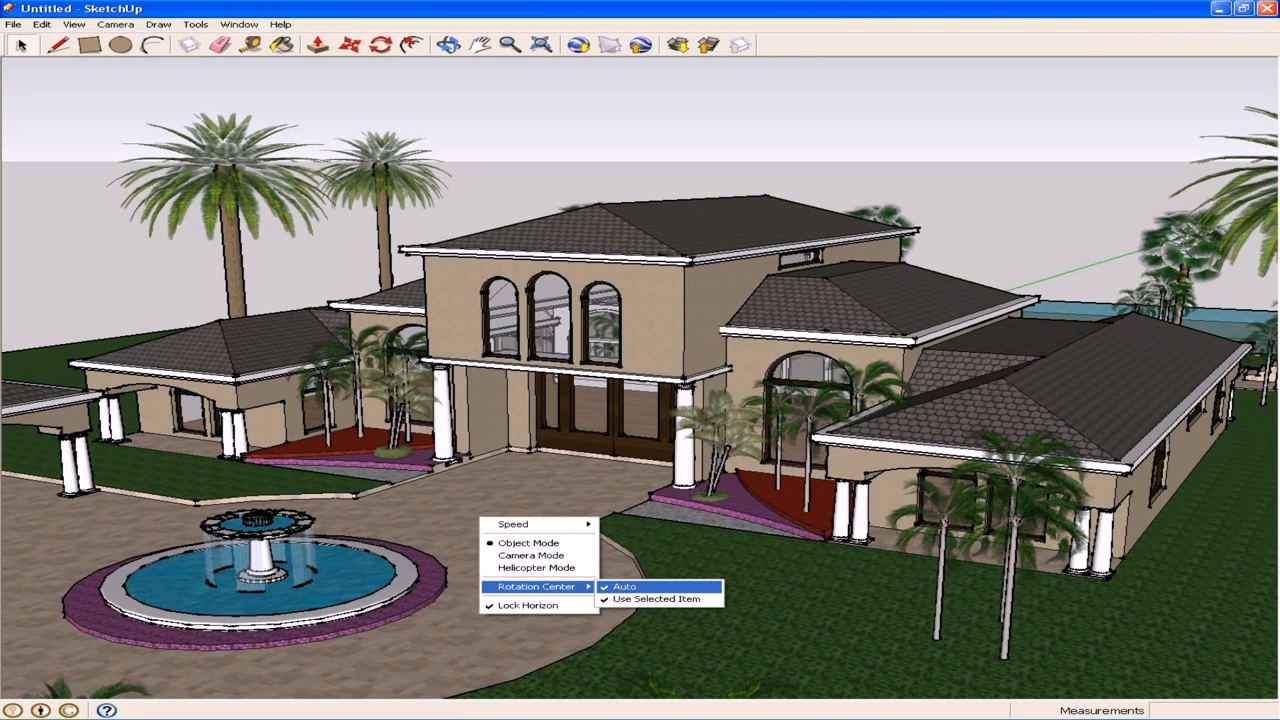 Untitled - SketchUp
File Edit View Camera Draw Tools Window Help
Speed
Object Mode
Camera Mode
Helicopter Mode
Rotation Center
Auto
Use Selected Item
Lock Horizon
Measurements